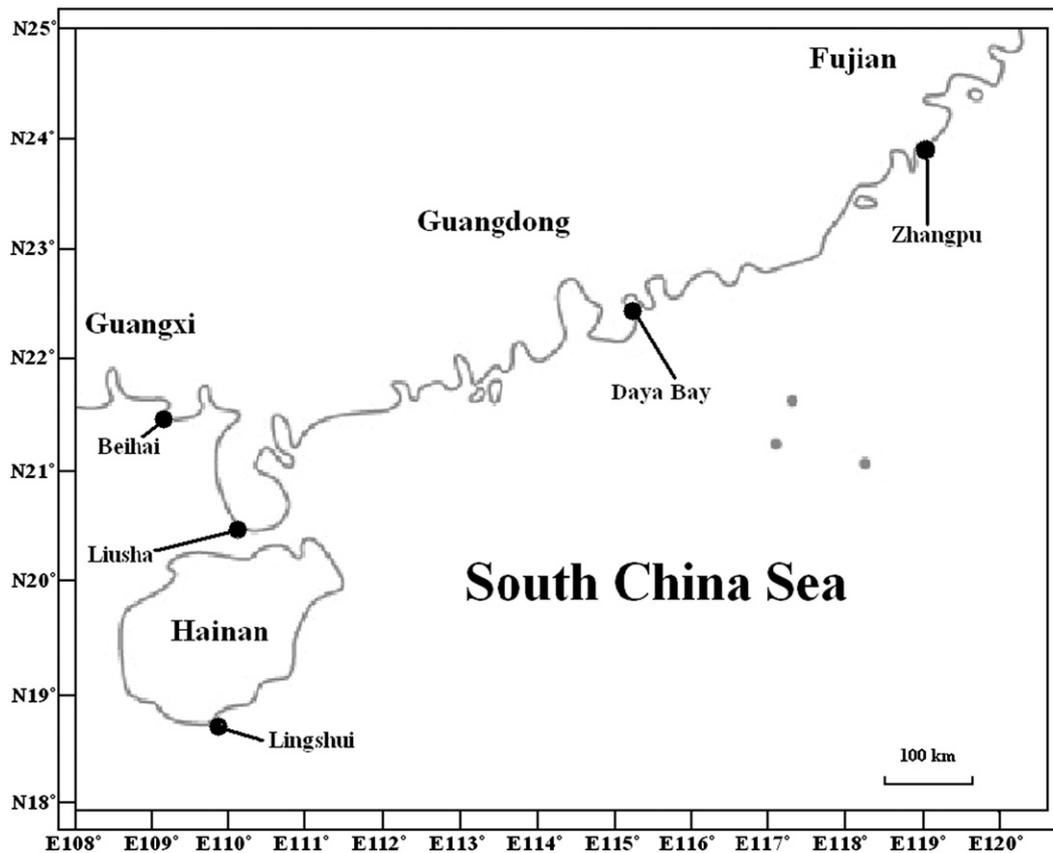 N25°
Fujian
N24°
Guangdong
Zhangpu
N23°
Guangxi
N22°
Daya Bay
Beihai
N21°
Liusha
N20°
South China Sea
Hainan
N19°
Lingshui
100 km
N18°
E108° E109° E110° E111° E112° E113° E114° E115° E116° E117° E118° E119° E120°